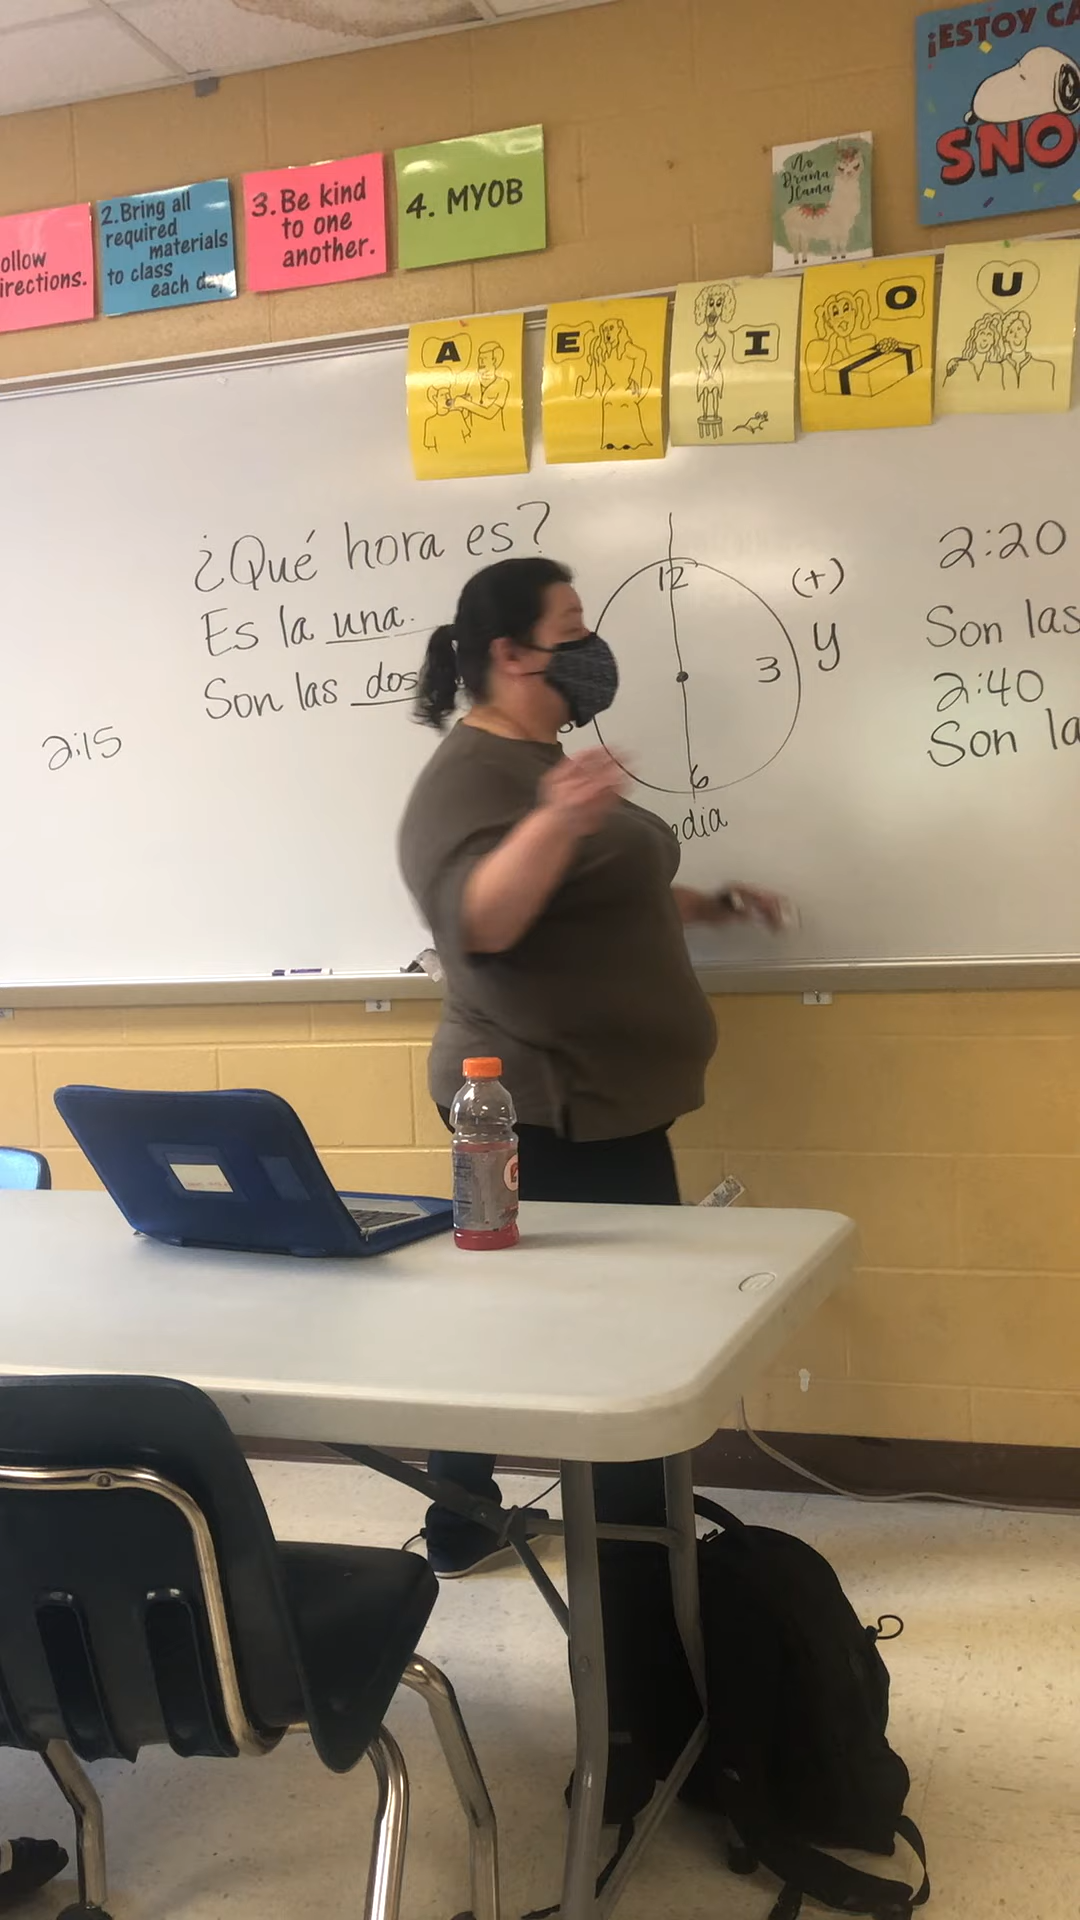 ¡ESTOY CA
SNO
No
Drama
Llama
ollow
irections.
2. Bring all
required
materials
to class
each day
3. Be kind
to one
another.
4. MYOB
A
E
I
O
U
¿Qué hora es?
Es la una.
Son las dos
2:15
12
3
6
edia
(+)
y
2:20
Son las
2:40
Son la